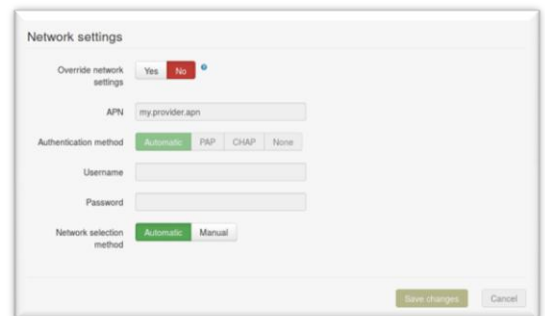 Network settings
Override network
settings
Yes No
APN
my.provider.apn
Authentication method
Automatic PAP CHAP None
Username
Password
Network selection
method
Automatic Manual
Save changes Cancel